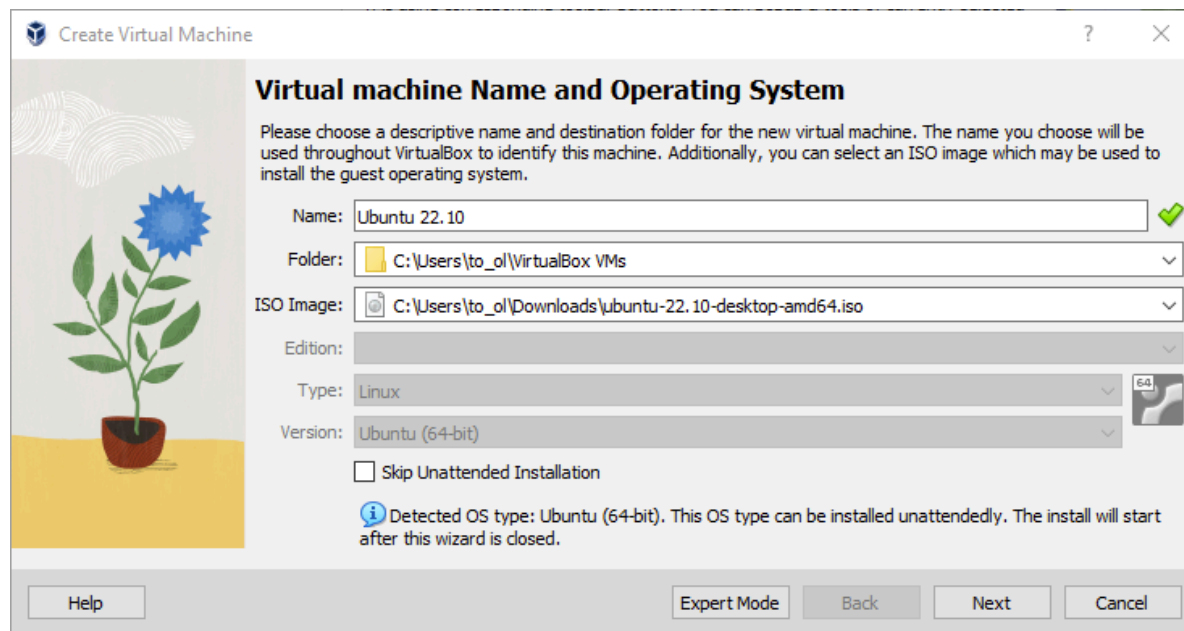 Create Virtual Machine
?
Virtual machine Name and Operating System
Please choose a descriptive name and destination folder for the new virtual machine. The name you choose will be
used throughout VirtualBox to identify this machine. Additionally, you can select an ISO image which may be used to
install the guest operating system.
Name: Ubuntu 22.10
Folder: C:\Users\to_ol\VirtualBox VMs
ISO Image: C:\Users\to_ol\Downloads\ubuntu-22.10-desktop-amd64.iso
Edition:
Type: Linux
64
Version: Ubuntu (64-bit)
Skip Unattended Installation
Detected OS type: Ubuntu (64-bit). This OS type can be installed unattendedly. The install will start
after this wizard is closed.
Help Expert Mode Back Next Cancel